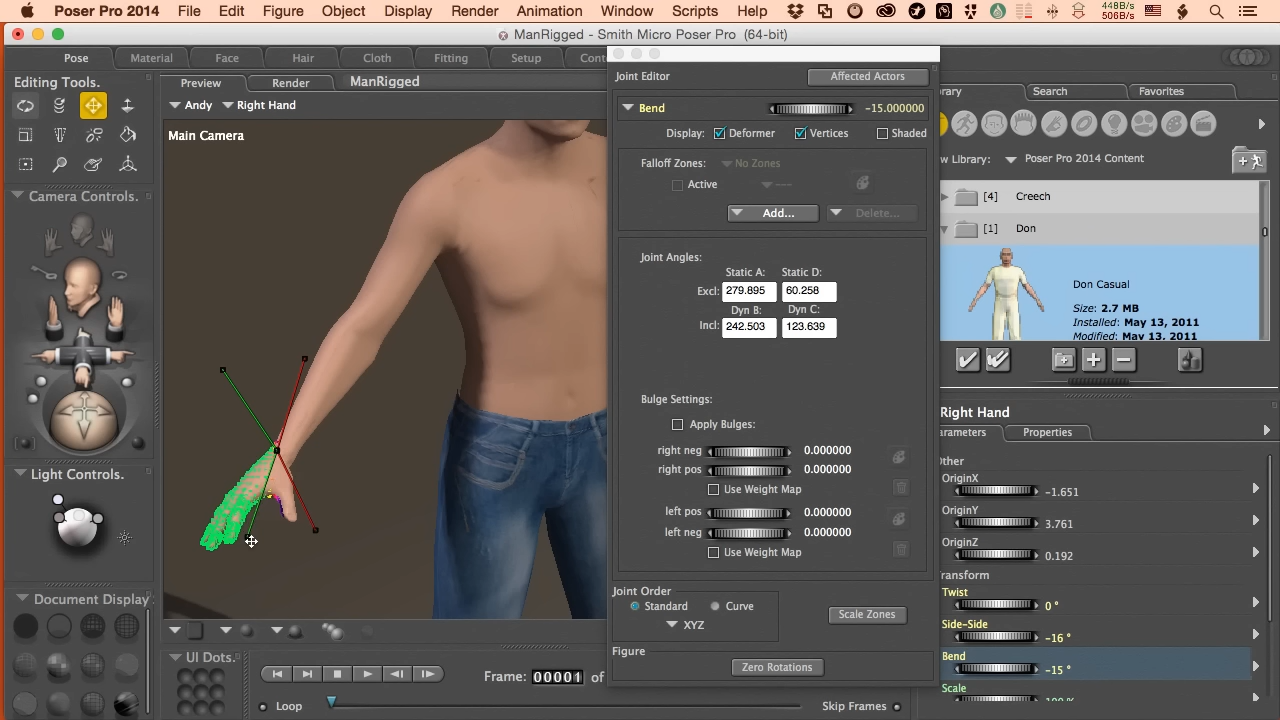 Poser Pro 2014 File Edit Figure Object Display Render Animation Window Scripts Help 448B/s 506B/s
ManRigged - Smith Micro Poser Pro (64-bit)
Pose Material Face Hair Cloth Fitting Setup
Editing Tools.
Preview Render ManRigged
Andy Right Hand
Main Camera
Camera Controls.
Light Controls.
Document Display
UI Dots.
Frame: 00001 of
Loop
Skip Frames
Joint Editor
Affected Actors
Bend -15.000000
Display: Deformer Vertices Shaded
Falloff Zones: No Zones
Active ----
Add... Delete...
Joint Angles:
Static A: Static D:
Excl: 279.895 60.258
Dyn B: Dyn C:
Incl: 242.503 123.639
Bulge Settings:
Apply Bulges:
right neg 0.000000
right pos 0.000000
Use Weight Map
left pos 0.000000
left neg 0.000000
Use Weight Map
Joint Order
Standard Curve
XYZ
Scale Zones
Figure
Zero Rotations
brary Search Favorites
w Library: Poser Pro 2014 Content
[4] Creech
[1] Don
Don Casual
Size: 2.7 MB
Installed: May 13, 2011
Modified: May 13, 2011
Right Hand
arameters Properties
Other
OriginX
-1.651
OriginY
3.761
OriginZ
0.192
Transform
Twist
0 °
Side-Side
-16 °
Bend
-15 °
Scale